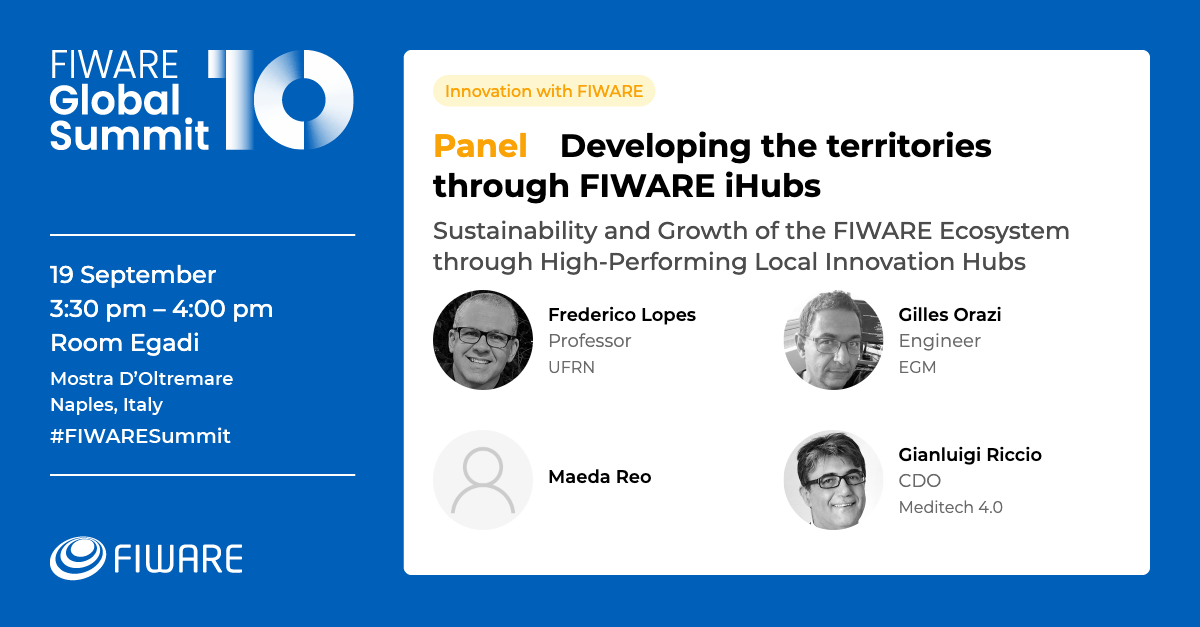 FIWARE
Global
Summit
10
19 September
3:30 pm – 4:00 pm
Room Egadi
Mostra D’Oltremare
Naples, Italy
#FIWARESummit
FIWARE
Innovation with FIWARE
Panel Developing the territories
through FIWARE iHubs
Sustainability and Growth of the FIWARE Ecosystem
through High-Performing Local Innovation Hubs
Frederico Lopes
Professor
UFRN
Gilles Orazi
Engineer
EGM
Maeda Reo
Gianluigi Riccio
CDO
Meditech 4.0